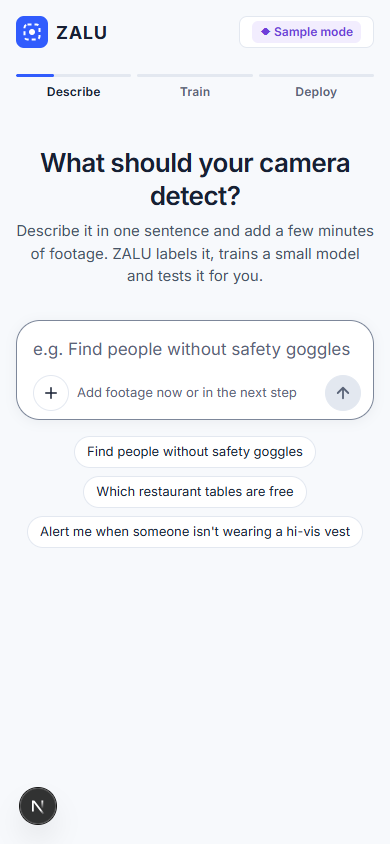 ZALU
Sample mode
Describe
Train
Deploy
What should your camera
detect?
Describe it in one sentence and add a few minutes
of footage. ZALU labels it, trains a small model
and tests it for you.
e.g. Find people without safety goggles
Add footage now or in the next step
Find people without safety goggles
Which restaurant tables are free
Alert me when someone isn't wearing a hi-vis vest
N